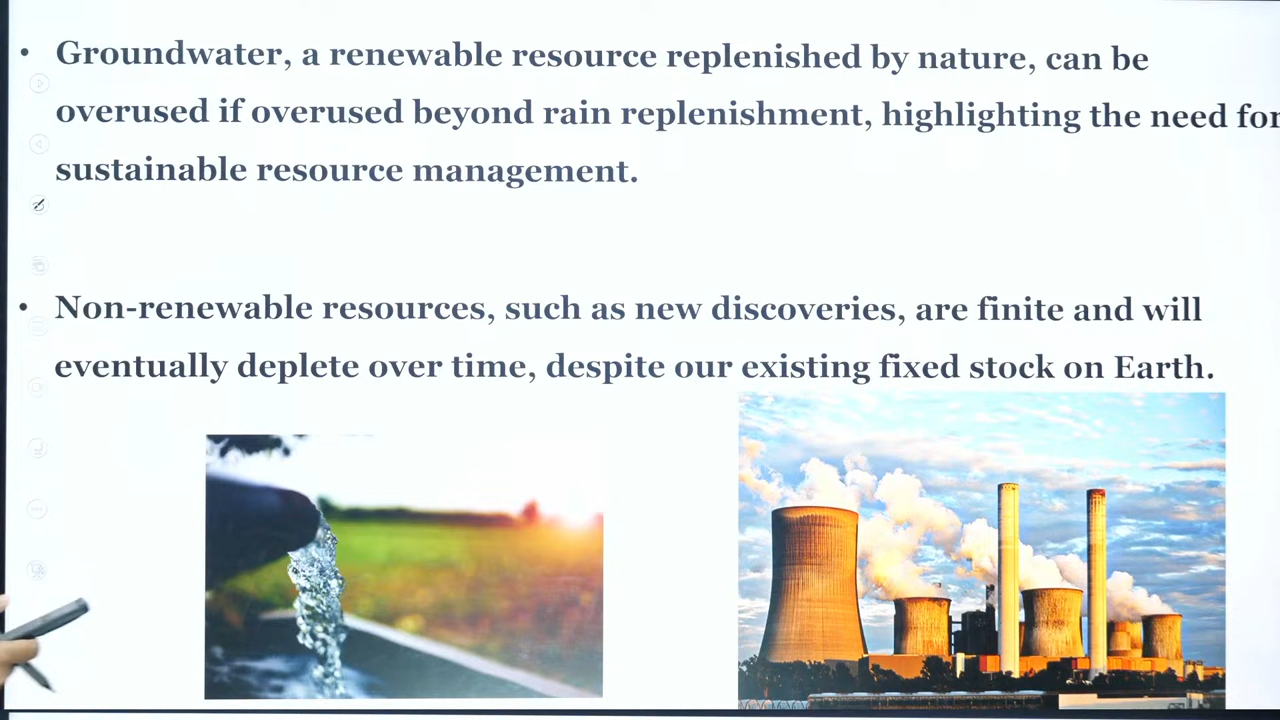 • Groundwater, a renewable resource replenished by nature, can be
overused if overused beyond rain replenishment, highlighting the need for
sustainable resource management.
• Non-renewable resources, such as new discoveries, are finite and will
eventually deplete over time, despite our existing fixed stock on Earth.